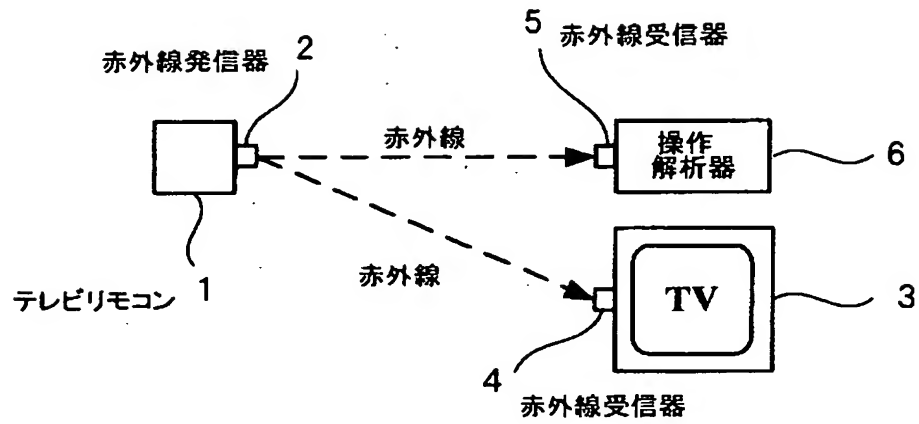 5 赤外線受信器
赤外線発信器 2
赤外線
操作
解析器
6
赤外線
テレビリモコン 1
TV
3
4
赤外線受信器